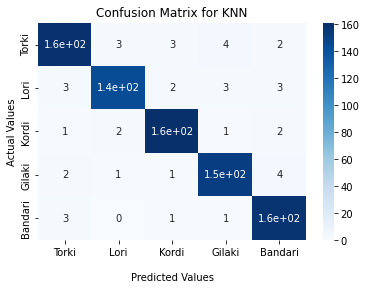 Confusion Matrix for KNN
Torki 1.6e+02 3 3 4 2 160
Lori 3 1.4e+02 2 3 3 140
Kordi 1 2 1.6e+02 1 2 120
Gilaki 2 1 1 1.5e+02 4 100
Bandari 3 0 1 1 1.6e+02 80
60
40
20
0
Actual Values
Torki Lori Kordi Gilaki Bandari
Predicted Values